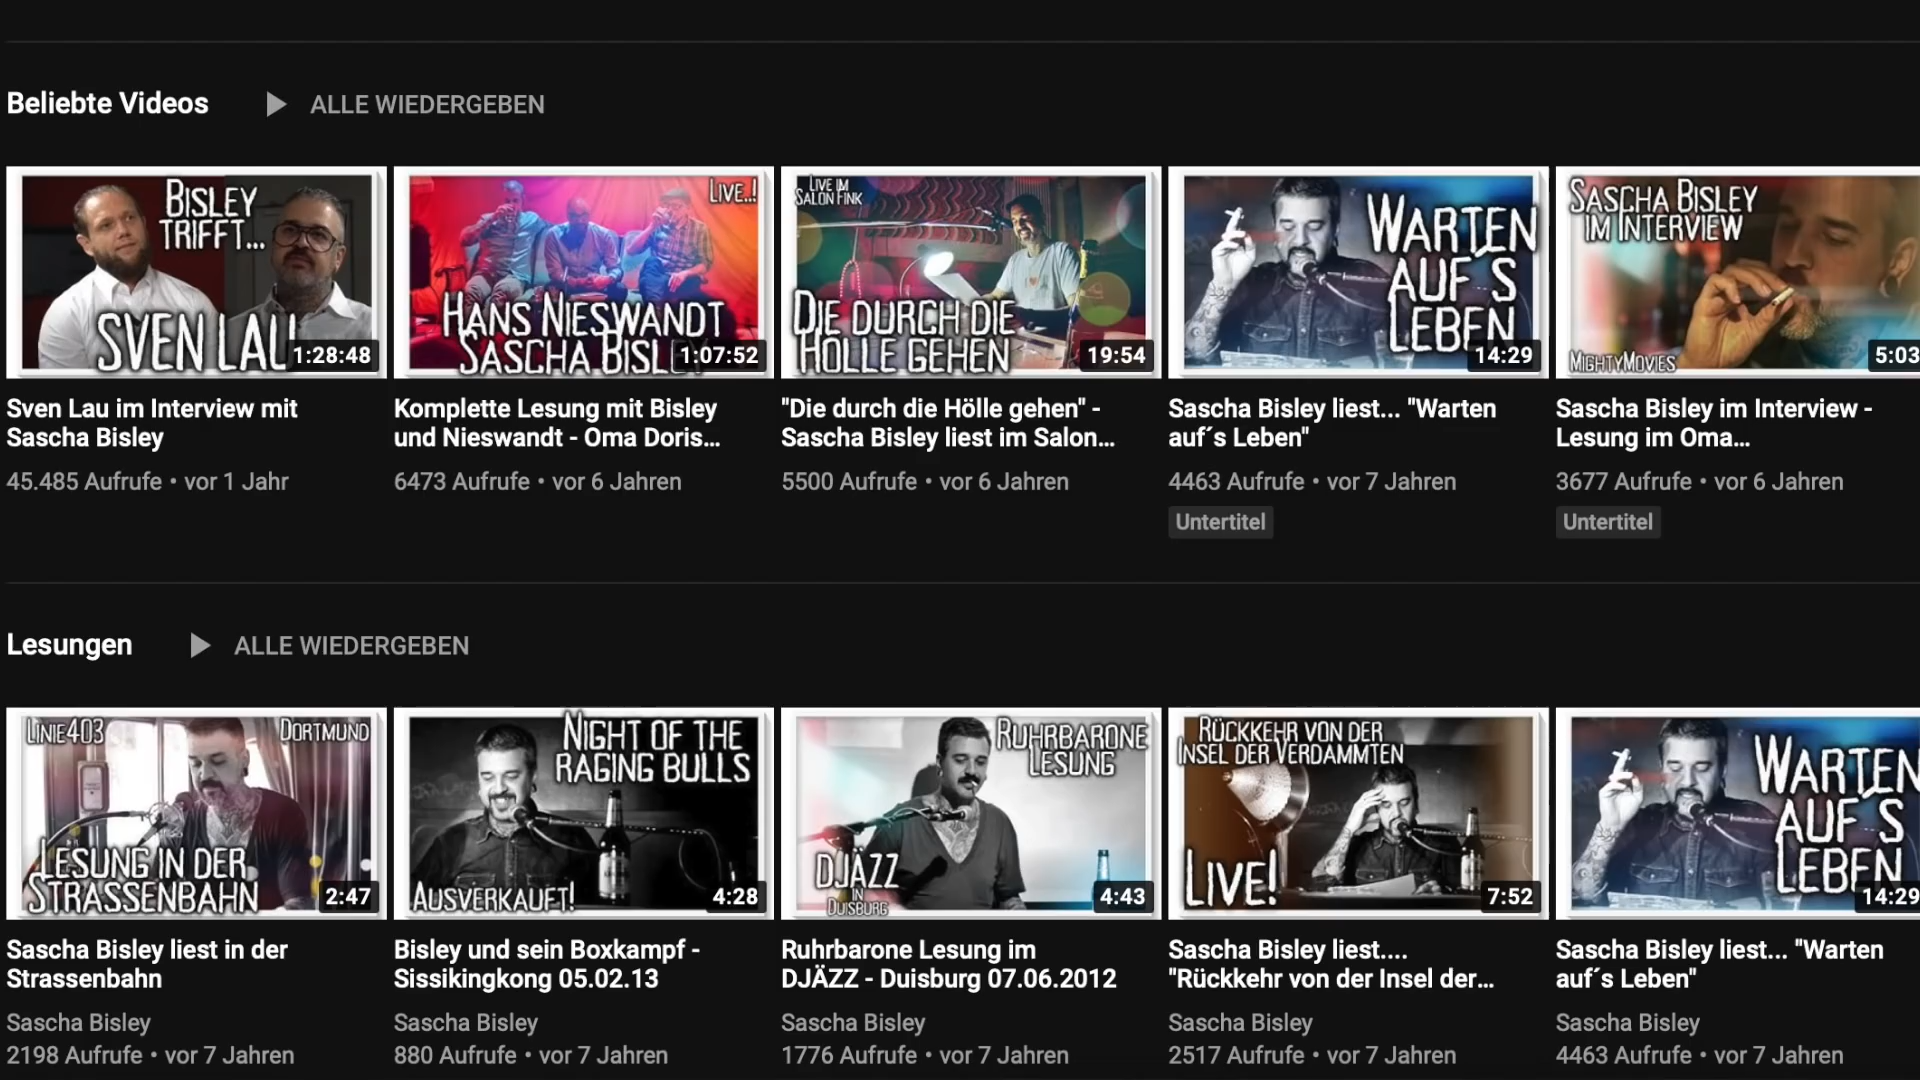 Beliebte Videos
ALLE WIEDERGEBEN
BISLEY
TRIFFT...
SVEN LAU
1:28:48
LIVE..!
HANS NIESWANDT
SASCHA BISLEY
1:07:52
LIVE IM
SALON FINK
DIE DURCH DIE
HÖLLE GEHEN
19:54
WARTEN
AUF´S
LEBEN
14:29
SASCHA BISLEY
IM INTERVIEW
MIGHTYMOVIES
5:03
Sven Lau im Interview mit
Sascha Bisley
45.485 Aufrufe • vor 1 Jahr
Komplette Lesung mit Bisley
und Nieswandt - Oma Doris...
6473 Aufrufe • vor 6 Jahren
"Die durch die Hölle gehen" -
Sascha Bisley liest im Salon...
5500 Aufrufe • vor 6 Jahren
Sascha Bisley liest... "Warten
auf´s Leben"
4463 Aufrufe • vor 7 Jahren
Untertitel
Sascha Bisley im Interview -
Lesung im Oma...
3677 Aufrufe • vor 6 Jahren
Untertitel
Lesungen
ALLE WIEDERGEBEN
LINIE403
DORTMUND
LESUNG IN DER
STRASSENBAHN
2:47
NIGHT OF THE
RAGING BULLS
AUSVERKAUFT!
4:28
RUHRBARONE
LESUNG
DJÄZZ
IN
DUISBURG
4:43
RÜCKKEHR VON DER
INSEL DER VERDAMMTEN
LIVE!
7:52
WARTEN
AUF´S
LEBEN
14:29
Sascha Bisley liest in der
Strassenbahn
Sascha Bisley
2198 Aufrufe • vor 7 Jahren
Bisley und sein Boxkampf -
Sissikingkong 05.02.13
Sascha Bisley
880 Aufrufe • vor 7 Jahren
Ruhrbarone Lesung im
DJÄZZ - Duisburg 07.06.2012
Sascha Bisley
1776 Aufrufe • vor 7 Jahren
Sascha Bisley liest....
"Rückkehr von der Insel der...
Sascha Bisley
2517 Aufrufe • vor 7 Jahren
Sascha Bisley liest... "Warten
auf´s Leben"
Sascha Bisley
4463 Aufrufe • vor 7 Jahren